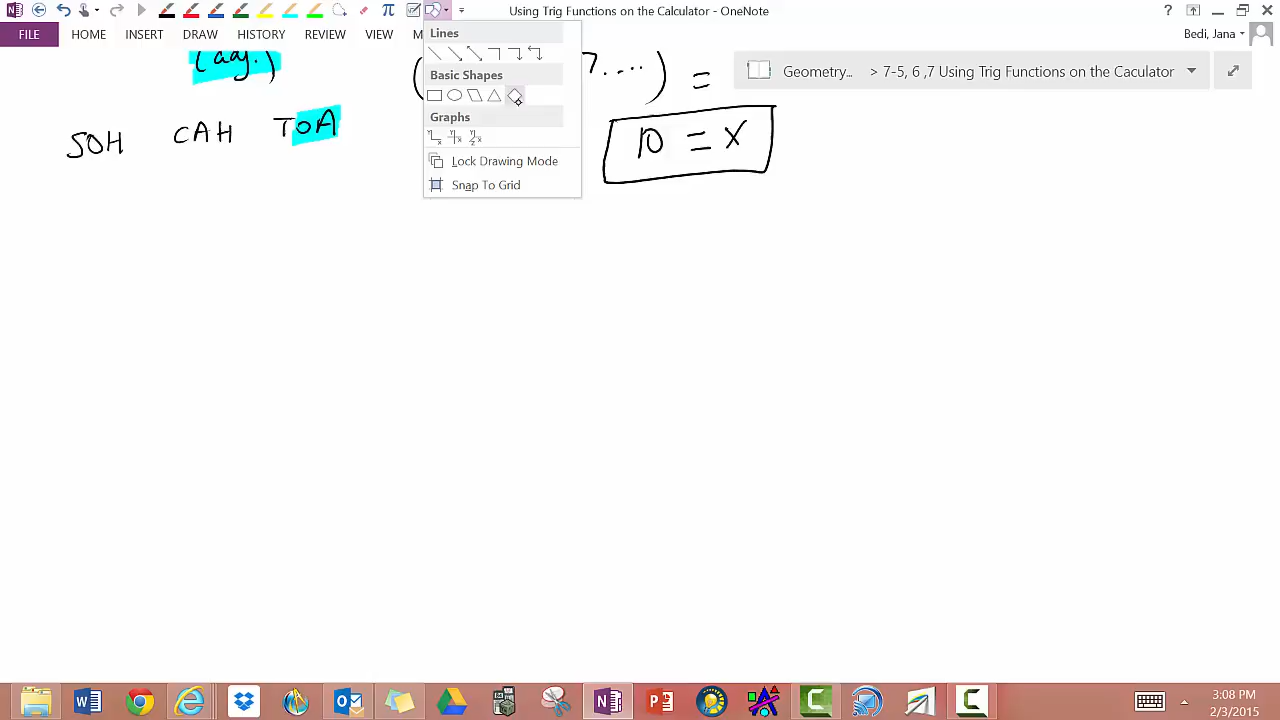 Using Trig Functions on the Calculator - OneNote
FILE HOME INSERT DRAW HISTORY REVIEW VIEW M
Bedi, Jana
Lines
Basic Shapes
Graphs
Lock Drawing Mode
Snap To Grid
Geometry... > 7-4, 7-5, Using Trig Functions on the Caculator
(adj.)
( 7.....) =
SOH CAH TOA
10 = x
3:08 PM
2/3/2015